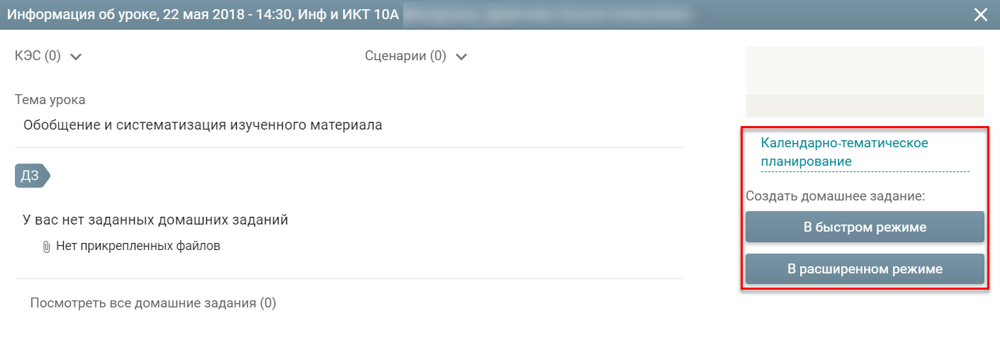 Информация об уроке, 22 мая 2018 - 14:30, Инф и ИКТ 10А
КЭС (0)
Сценарии (0)
Тема урока
Обобщение и систематизация изученного материала
ДЗ
У вас нет заданных домашних заданий
Нет прикрепленных файлов
Посмотреть все домашние задания (0)
Календарно-тематическое
планирование
Создать домашнее задание:
В быстром режиме
В расширенном режиме